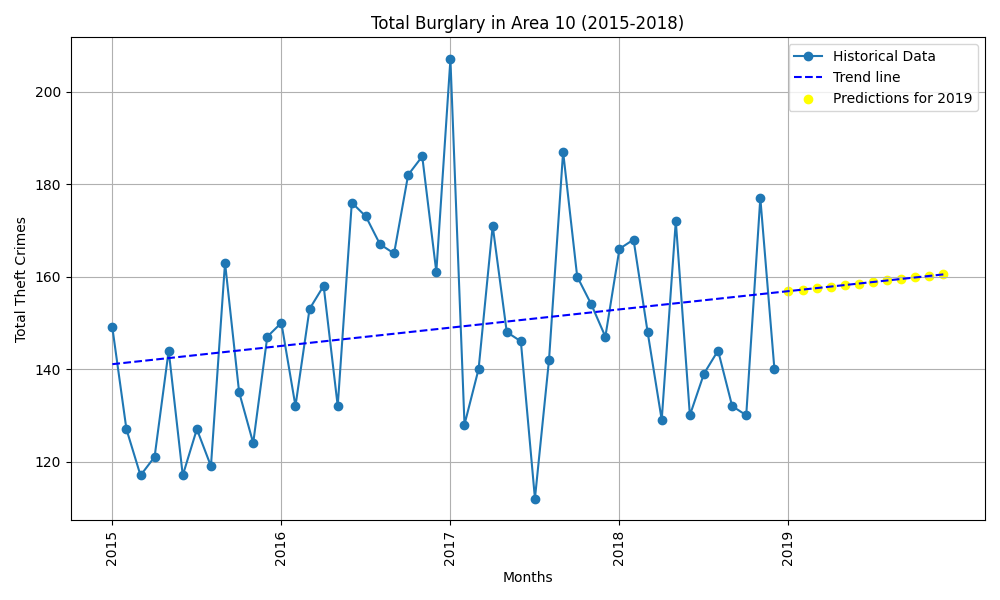 Total Burglary in Area 10 (2015-2018)
Historical Data
Trend line
Predictions for 2019
Total Theft Crimes
200
180
160
140
120
2015
2016
2017
2018
2019
Months